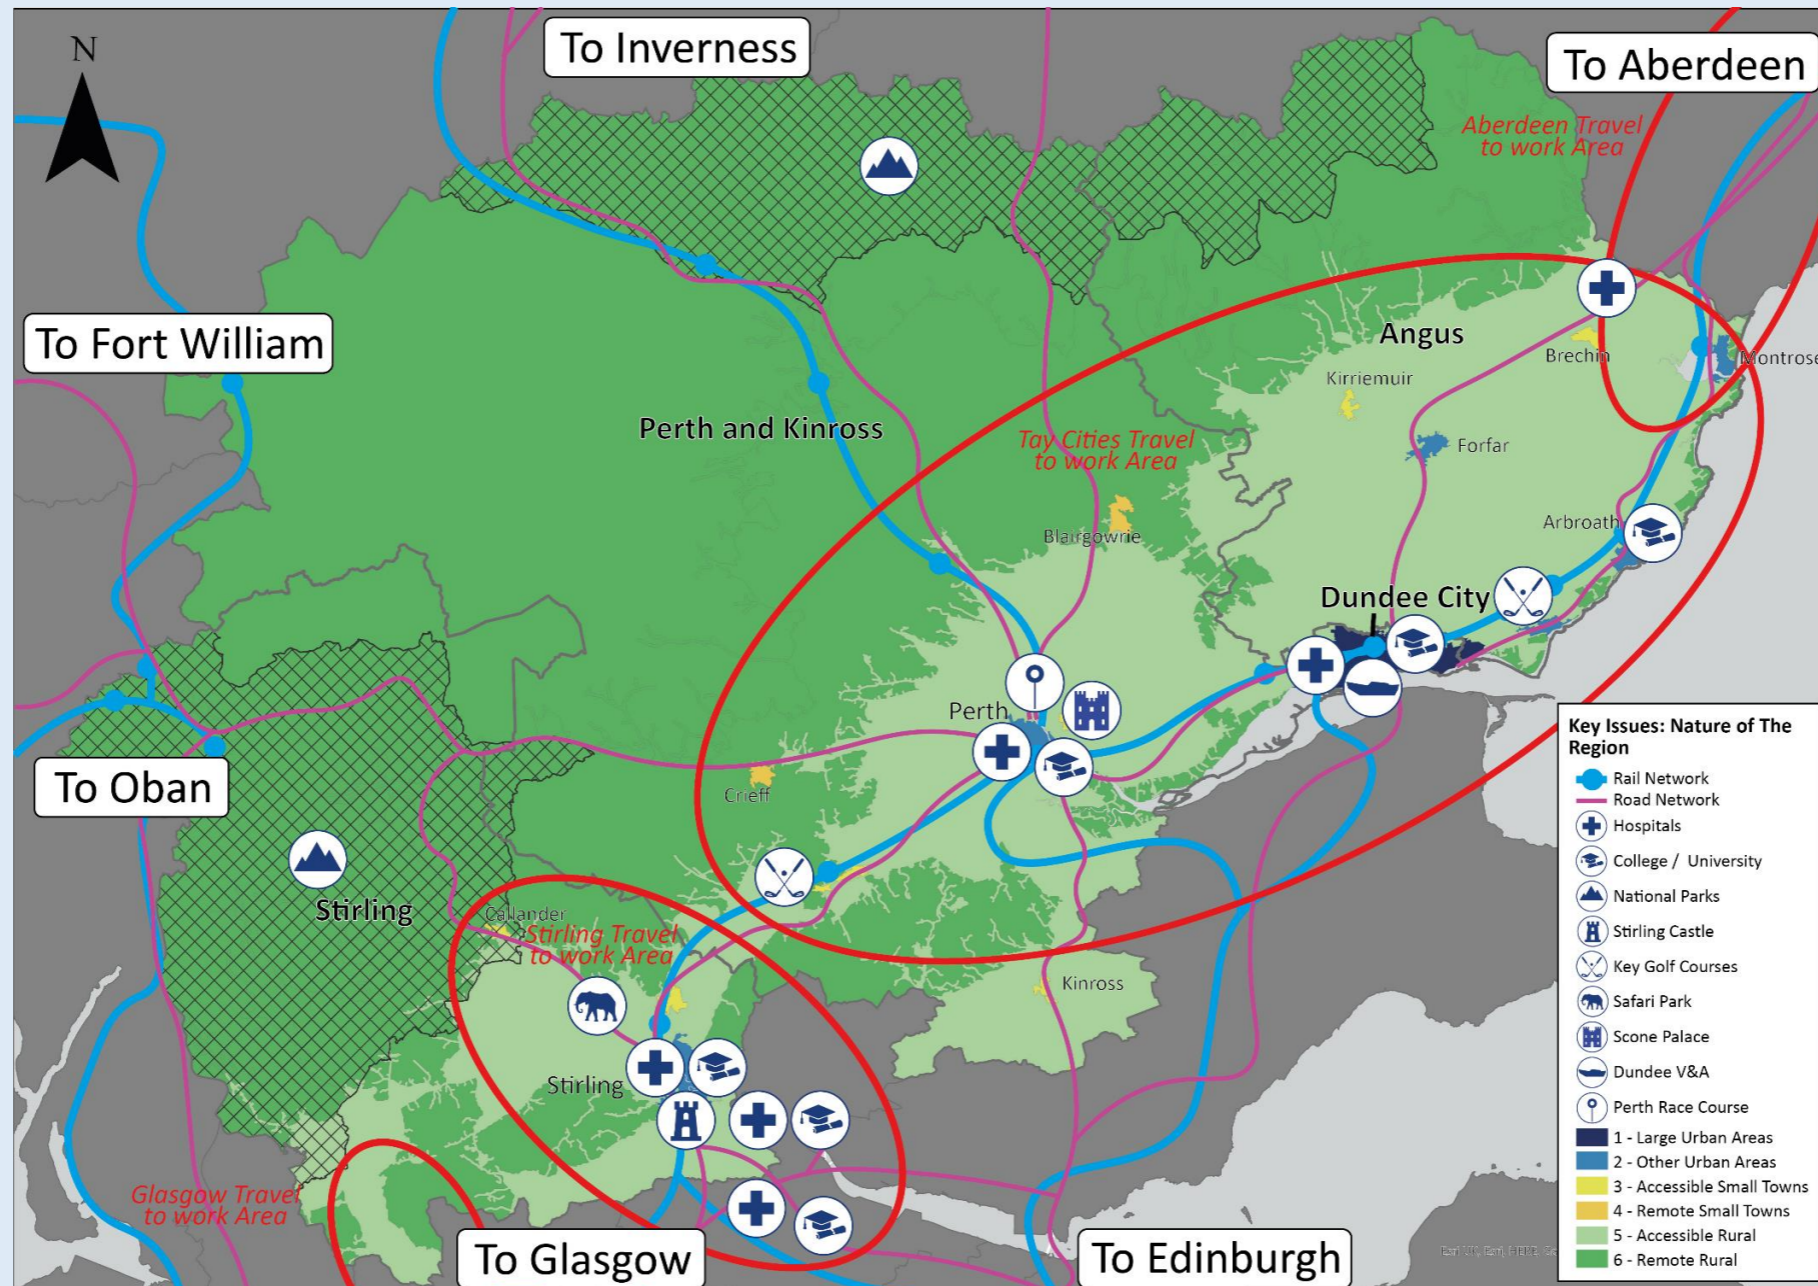 N
To Inverness
To Aberdeen
Aberdeen Travel
to work Area
To Fort William
Angus
Brechin
Montrose
Kirriemuir
Perth and Kinross
Tay Cities Travel
to work Area
Forfar
Blairgowrie
Arbroath
Dundee City
Perth
To Oban
Crieff
Stirling
Callander
Stirling Travel
to work Area
Kinross
Stirling
Glasgow Travel
to work Area
To Glasgow
To Edinburgh
Key Issues: Nature of The
Region
Rail Network
Road Network
Hospitals
College / University
National Parks
Stirling Castle
Key Golf Courses
Safari Park
Scone Palace
Dundee V&A
Perth Race Course
1 - Large Urban Areas
2 - Other Urban Areas
3 - Accessible Small Towns
4 - Remote Small Towns
5 - Accessible Rural
6 - Remote Rural